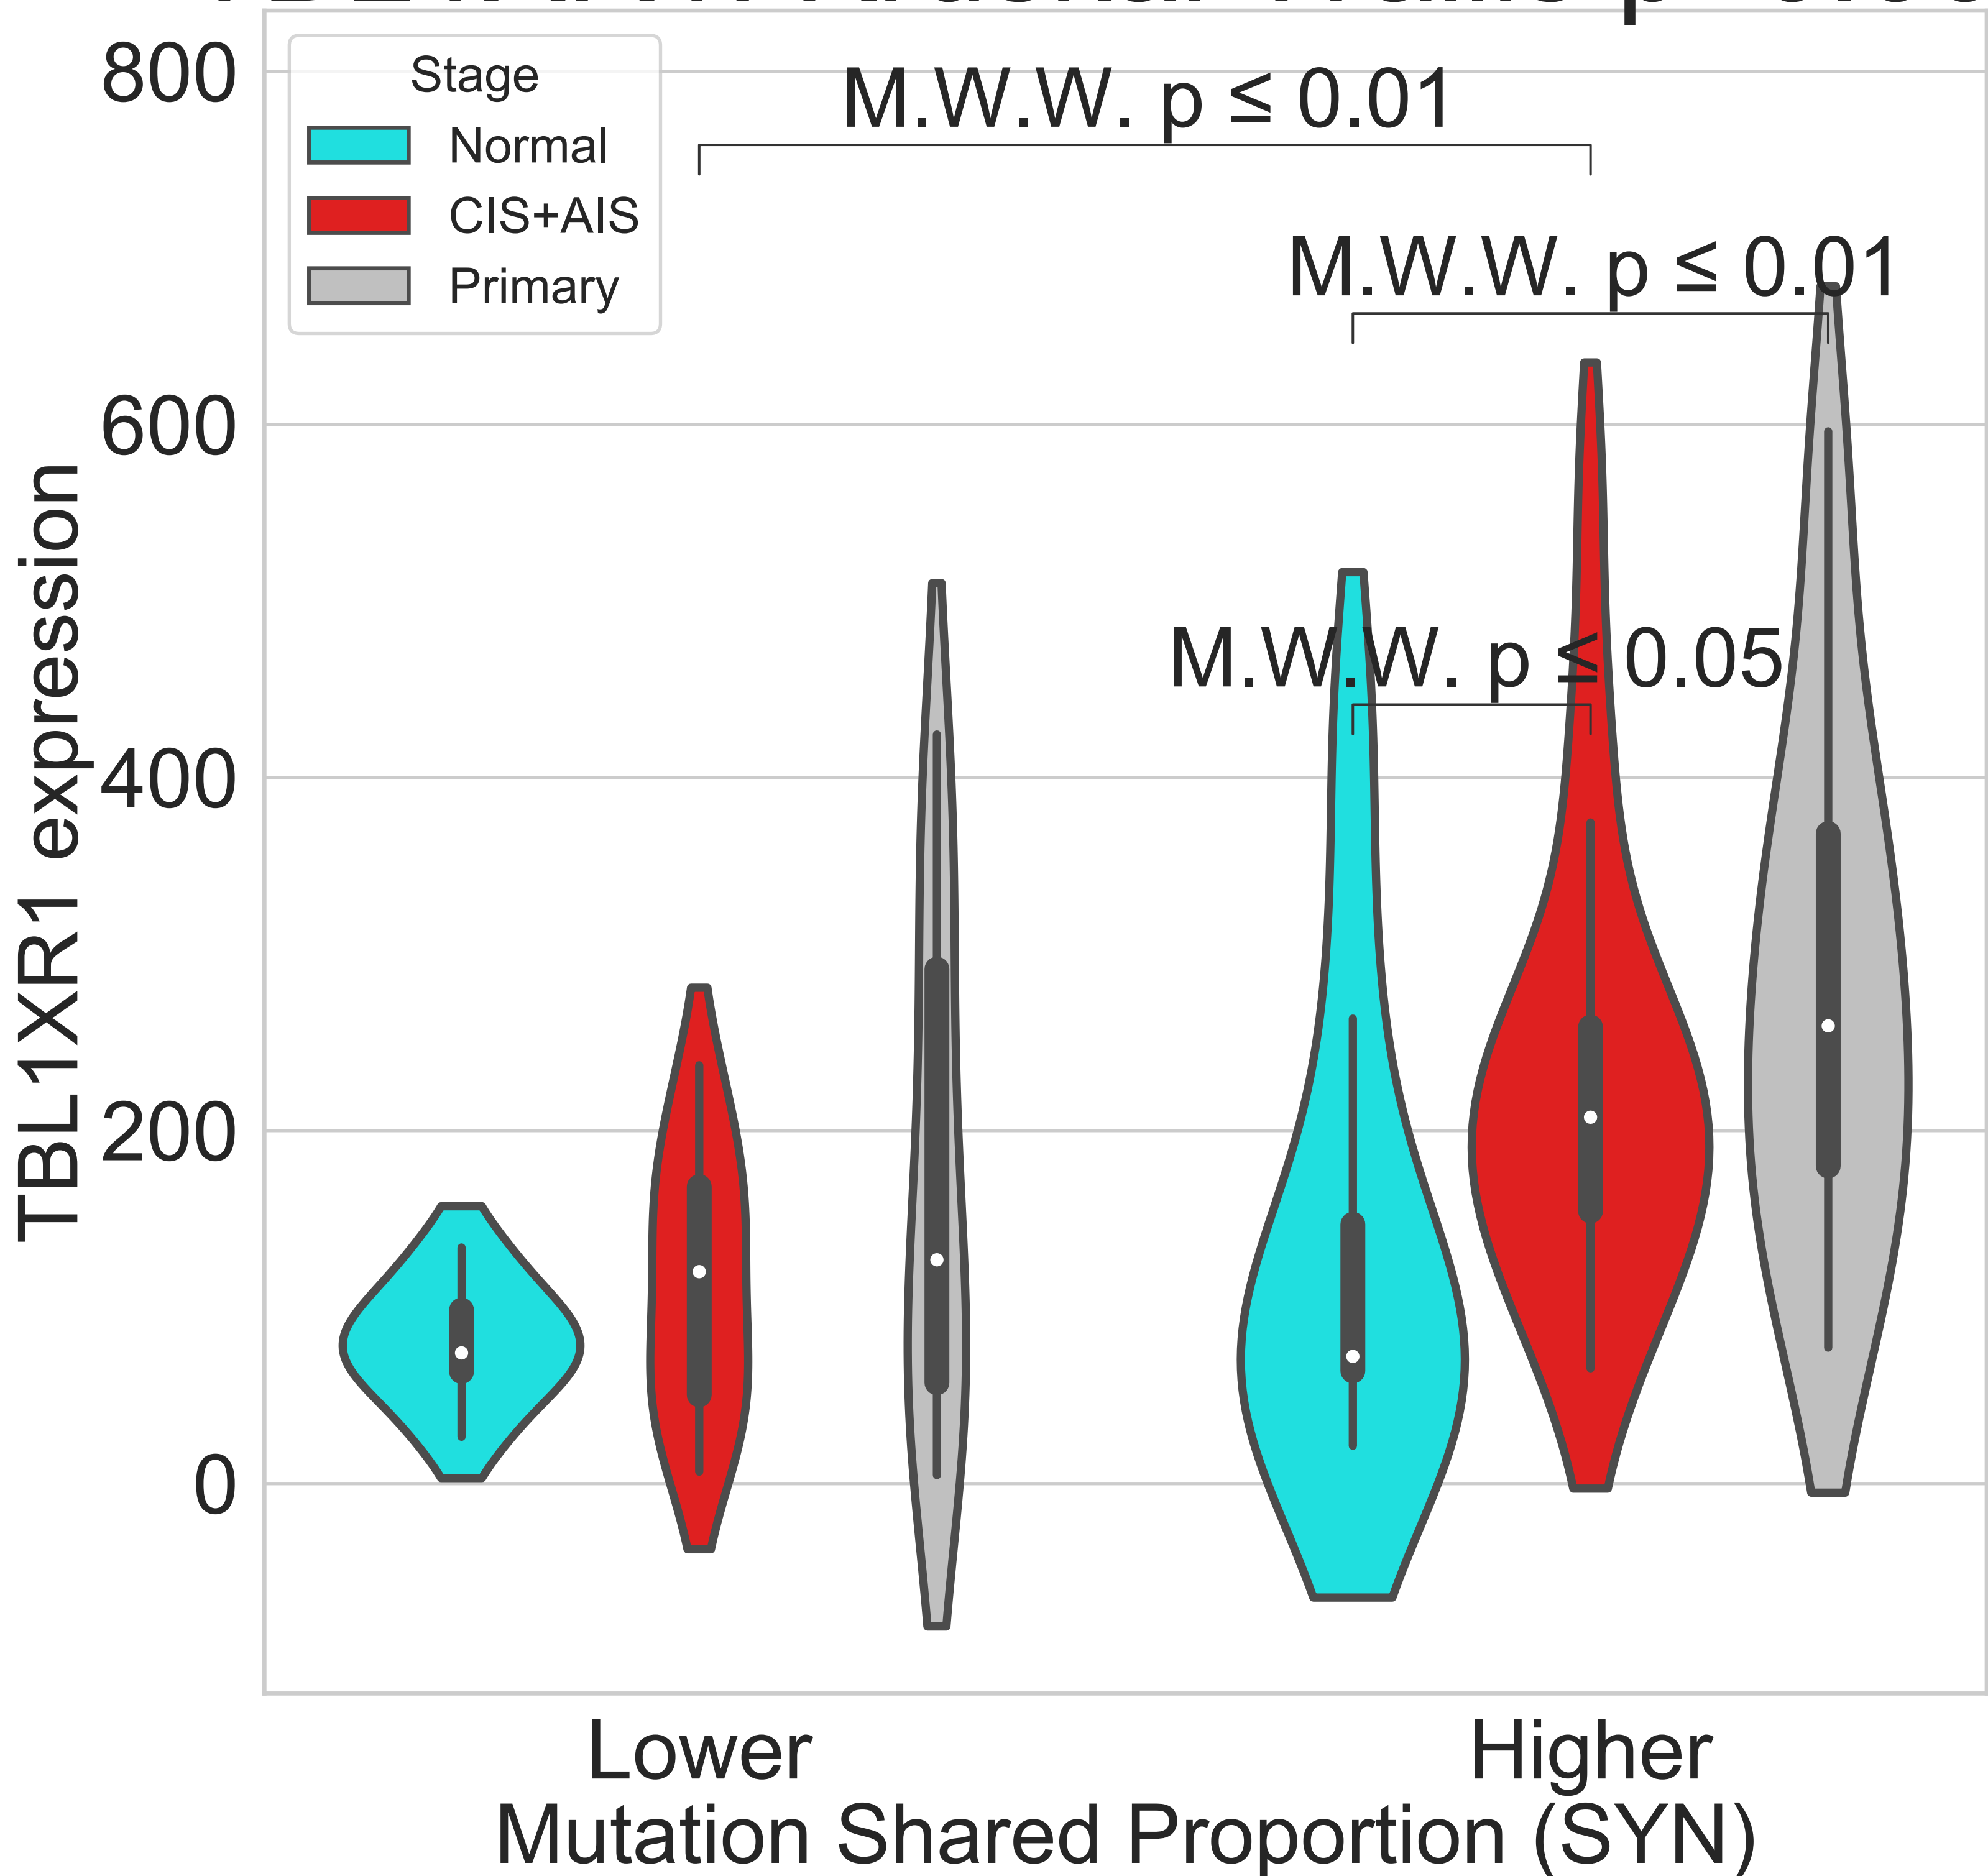 800
600
400
200
0
TBL1XR1 expression
Stage
Normal
CIS+AIS
Primary
M.W.W. p ≤ 0.01
M.W.W. p ≤ 0.01
M.W.W. p ≤ 0.05
Lower
Higher
Mutation Shared Proportion (SYN)